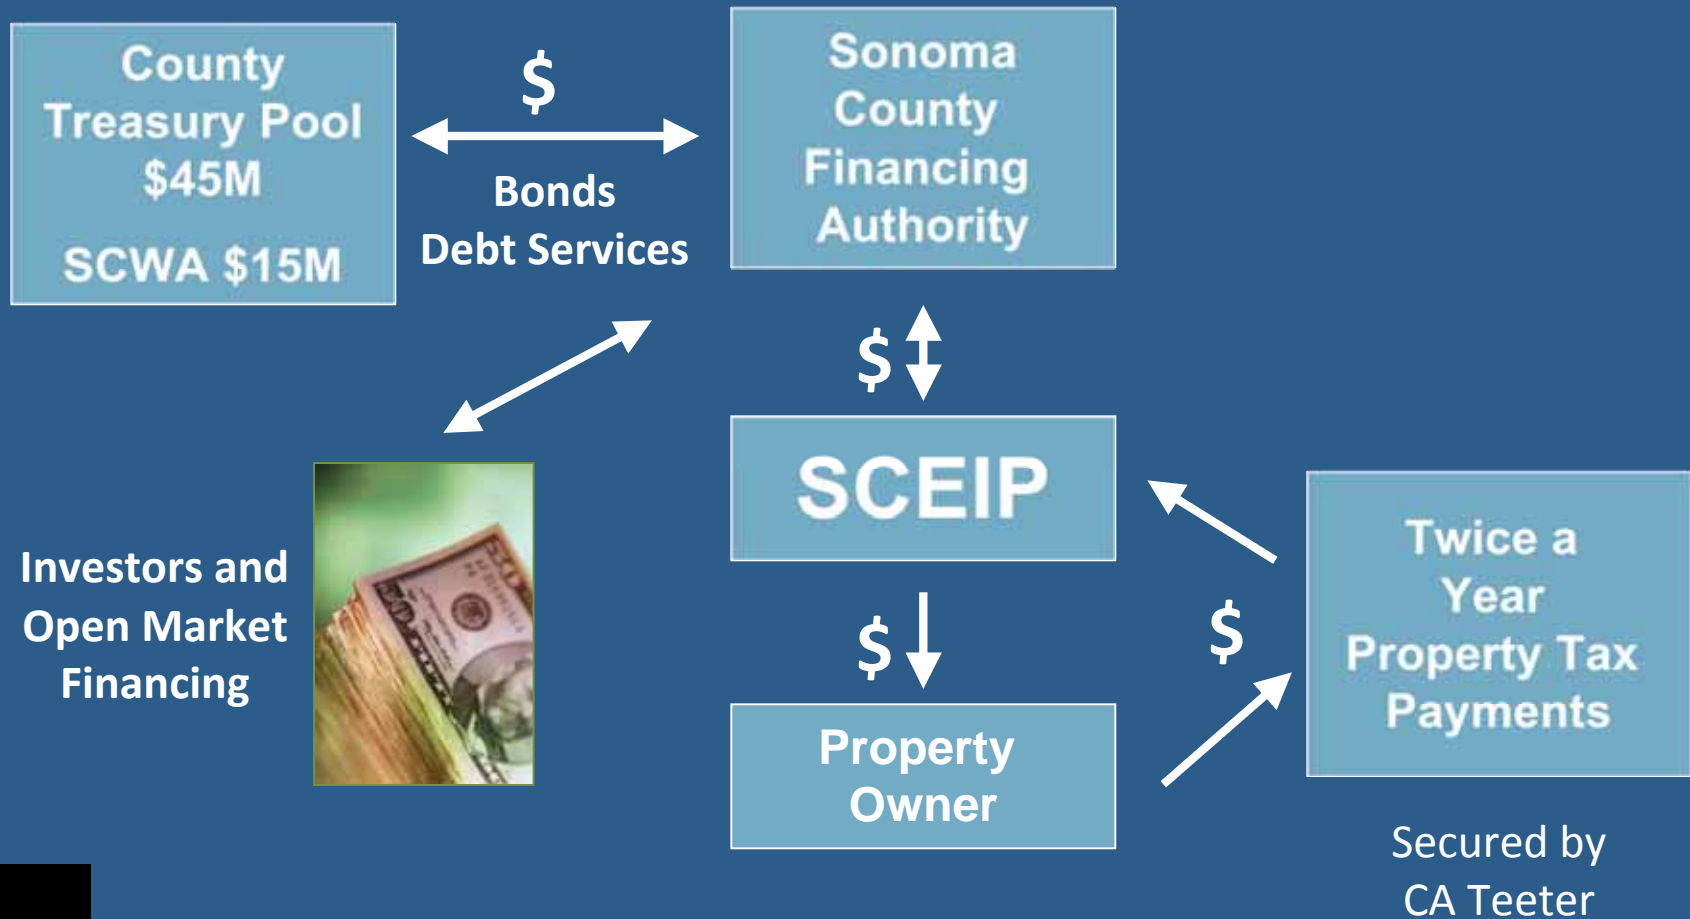 County
Treasury Pool
$45M
SCWA $15M
$
Bonds
Debt Services
Sonoma
County
Financing
Authority
$
SCEIP
Investors and
Open Market
Financing
$
Property
Owner
$
Twice a
Year
Property Tax
Payments
Secured by
CA Teeter